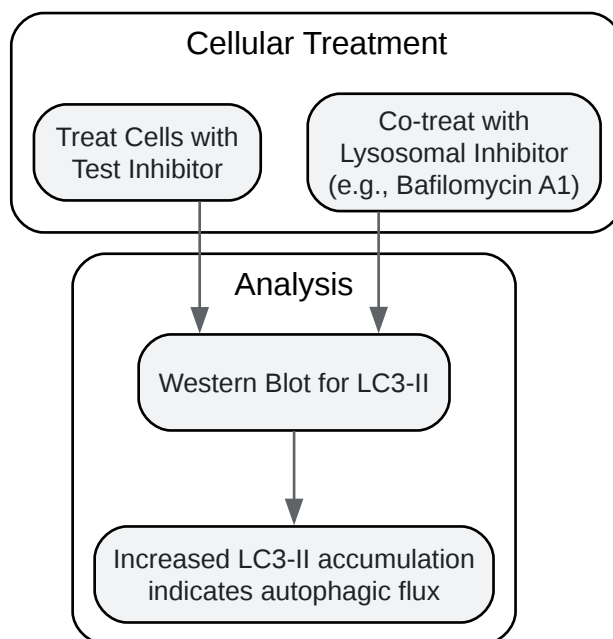 Cellular Treatment
Treat Cells with
Test Inhibitor
Co-treat with
Lysosomal Inhibitor
(e.g., Bafilomycin A1)
Analysis
Western Blot for LC3-II
Increased LC3-II accumulation
indicates autophagic flux